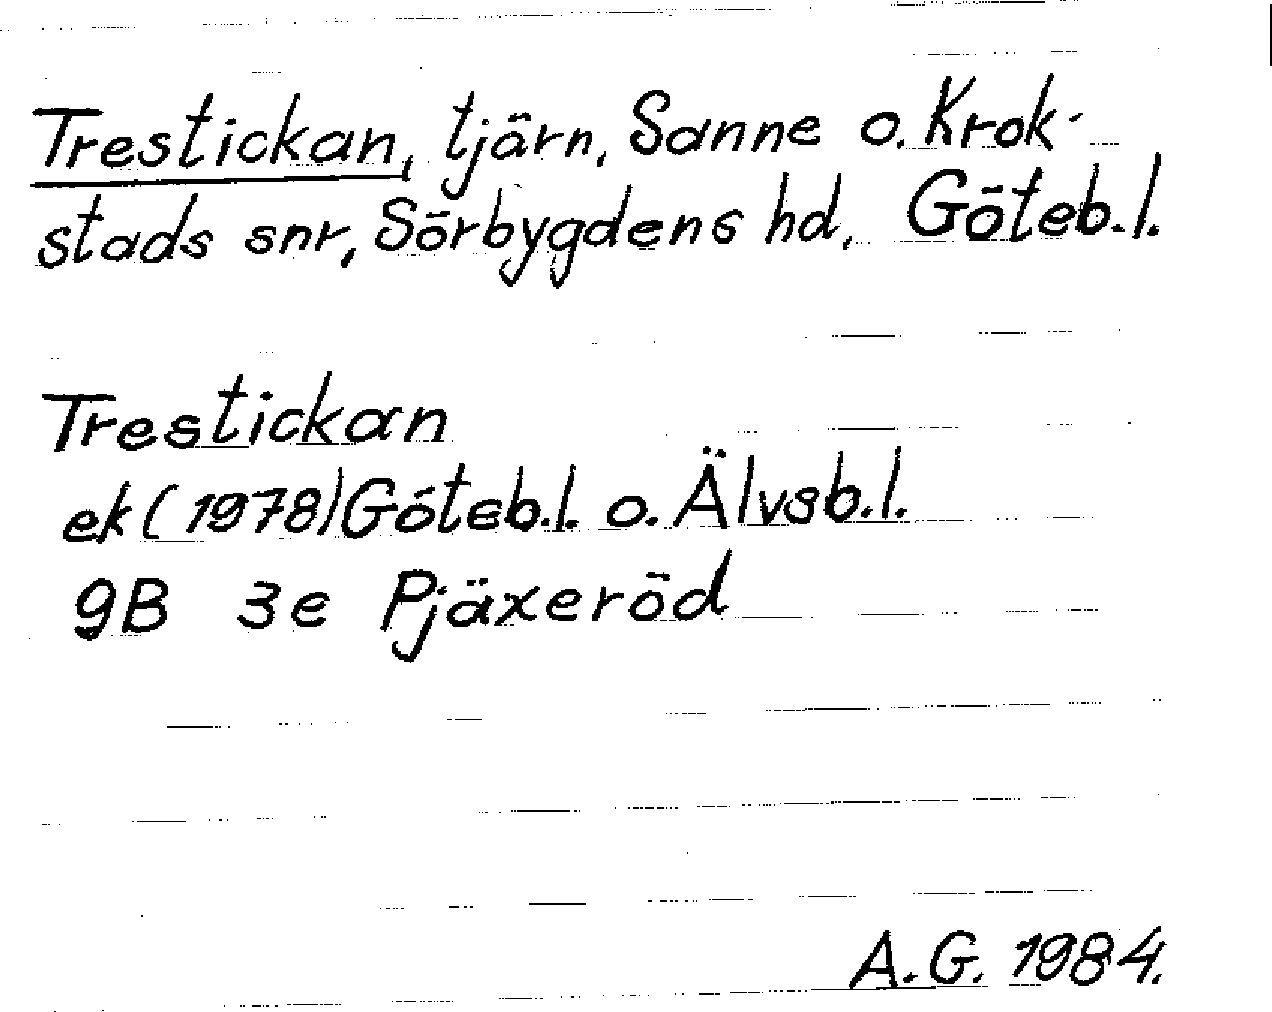 Trestickan, tjärn, Sanne o. Krok-
stads snr, Sörbygdens hd, Göteb.l.
Trestickan
ek (1978) Göteb.l. o. Älvsb.l.
9B 3e Pjäxeröd
A.G. 1984.